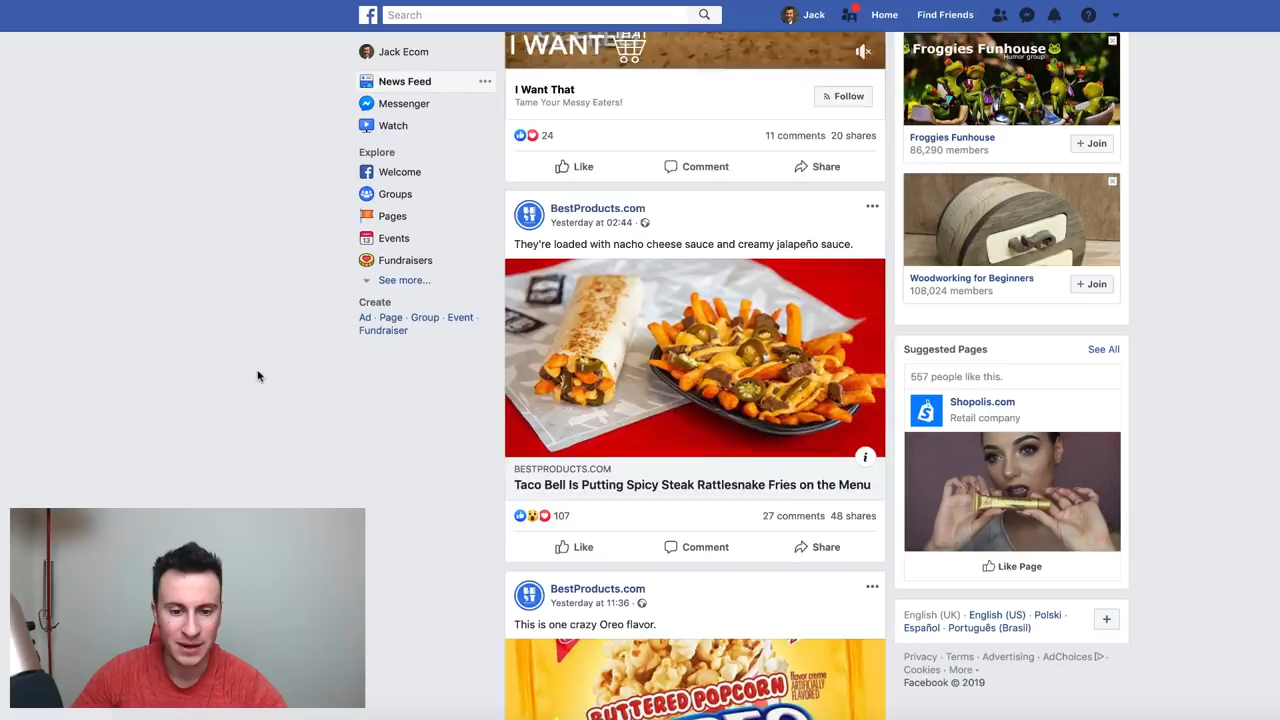 Search
Jack
Home
Find Friends
Jack Ecom
News Feed
Messenger
Watch
Explore
Welcome
Groups
Pages
13
Events
Fundraisers
See more...
Create
Ad · Page · Group · Event ·
Fundraiser
THAT
I WANT
I Want That
Tame Your Messy Eaters!
Follow
24
11 comments 20 shares
Like
Comment
Share
BestProducts.com
Yesterday at 02:44 ·
They're loaded with nacho cheese sauce and creamy jalapeño sauce.
BESTPRODUCTS.COM
Taco Bell Is Putting Spicy Steak Rattlesnake Fries on the Menu
107
27 comments 48 shares
Like
Comment
Share
BestProducts.com
Yesterday at 11:36 ·
This is one crazy Oreo flavor.
BUTTERED POPCORN
flavor creme
ARTIFICIALLY
FLAVORED
OREO
Froggies Funhouse
Humor group!
Froggies Funhouse
86,290 members
+ Join
Woodworking for Beginners
108,024 members
+ Join
Suggested Pages
See All
557 people like this.
Shopolis.com
Retail company
Like Page
English (UK) · English (US) · Polski ·
Español · Português (Brasil)
+
Privacy · Terms · Advertising · AdChoices
Cookies · More
Facebook © 2019